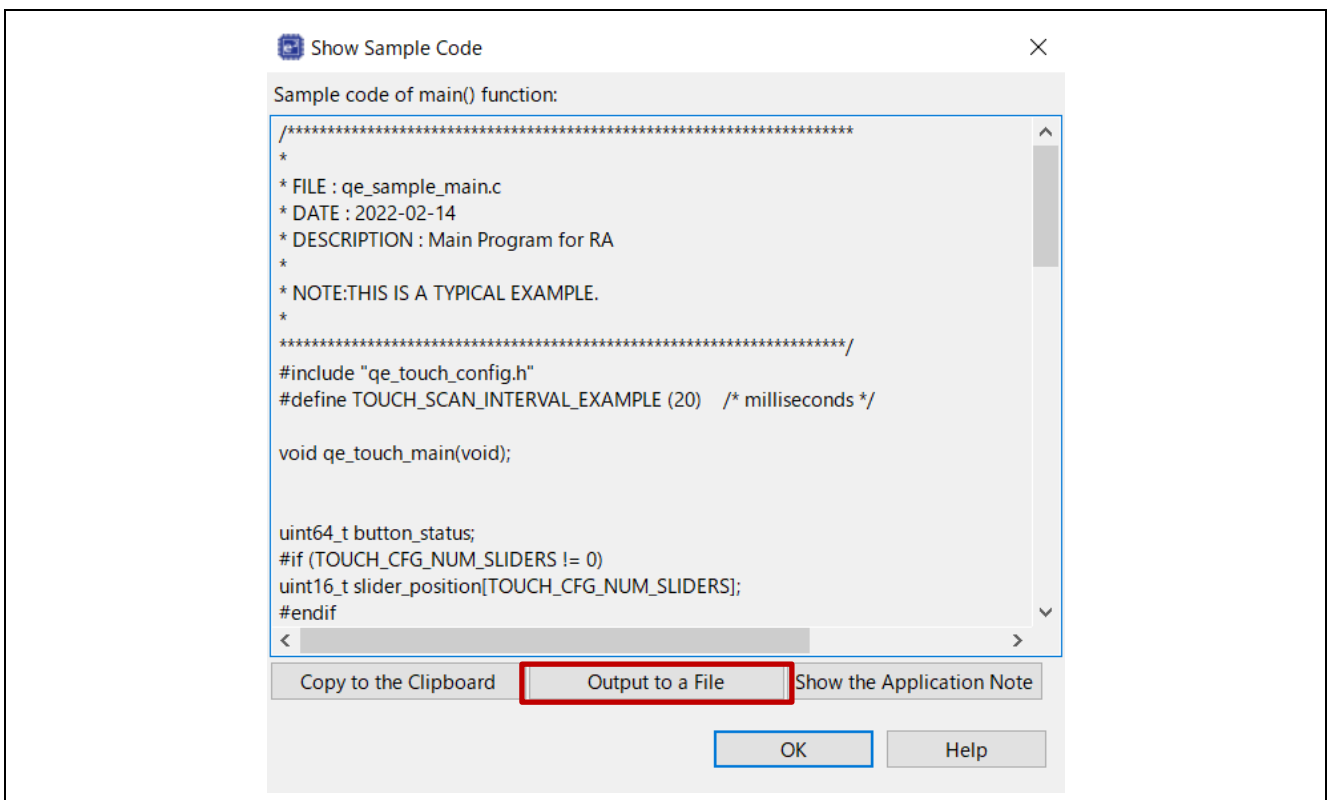 Show Sample Code
Sample code of main() function:
/***********************************************************************
*
* FILE : qe_sample_main.c
* DATE : 2022-02-14
* DESCRIPTION : Main Program for RA
*
* NOTE:THIS IS A TYPICAL EXAMPLE.
*
***********************************************************************/
#include "qe_touch_config.h"
#define TOUCH_SCAN_INTERVAL_EXAMPLE (20)    /* milliseconds */
void qe_touch_main(void);
uint64_t button_status;
#if (TOUCH_CFG_NUM_SLIDERS != 0)
uint16_t slider_position[TOUCH_CFG_NUM_SLIDERS];
#endif
Copy to the Clipboard Output to a File Show the Application Note
OK Help